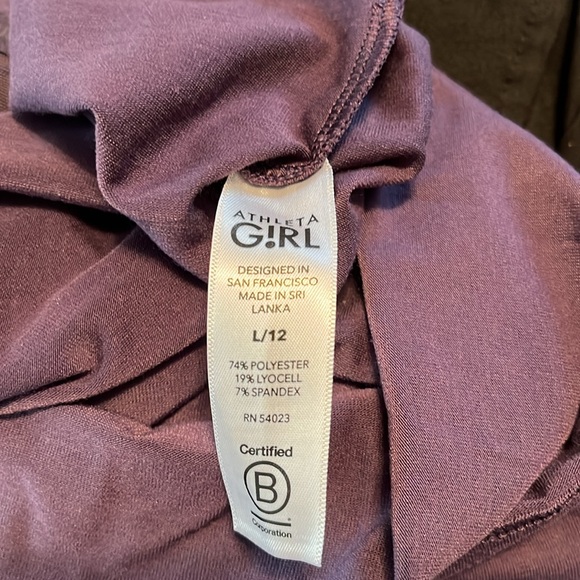 ATHLETA
G!RL
DESIGNED IN
SAN FRANCISCO
MADE IN SRI
LANKA
L/12
74% POLYESTER
19% LYOCELL
7% SPANDEX
RN 54023
Certified
B
Corporation